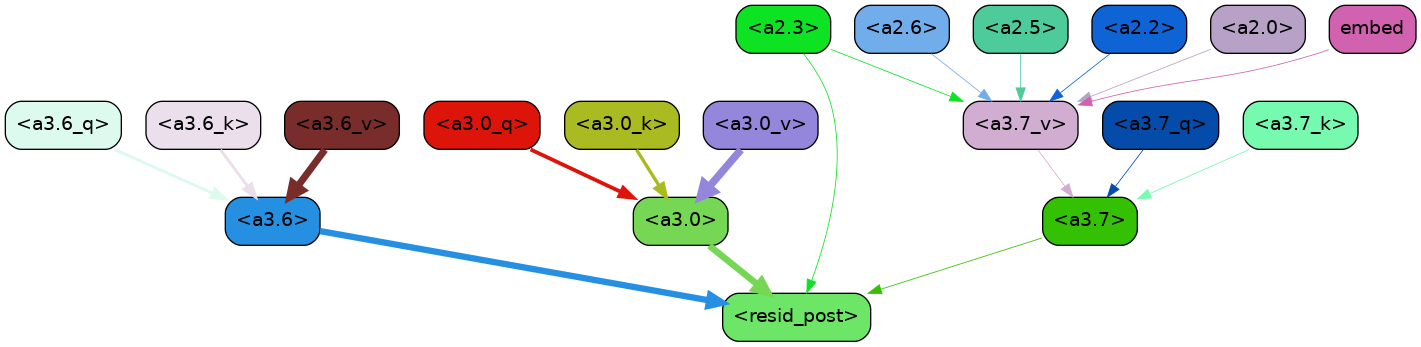 <a2.3> <a2.6> <a2.5> <a2.2> <a2.0> embed
<a3.6_q> <a3.6_k> <a3.6_v> <a3.0_q> <a3.0_k> <a3.0_v> <a3.7_v> <a3.7_q> <a3.7_k>
<a3.6> <a3.0> <a3.7>
<resid_post>